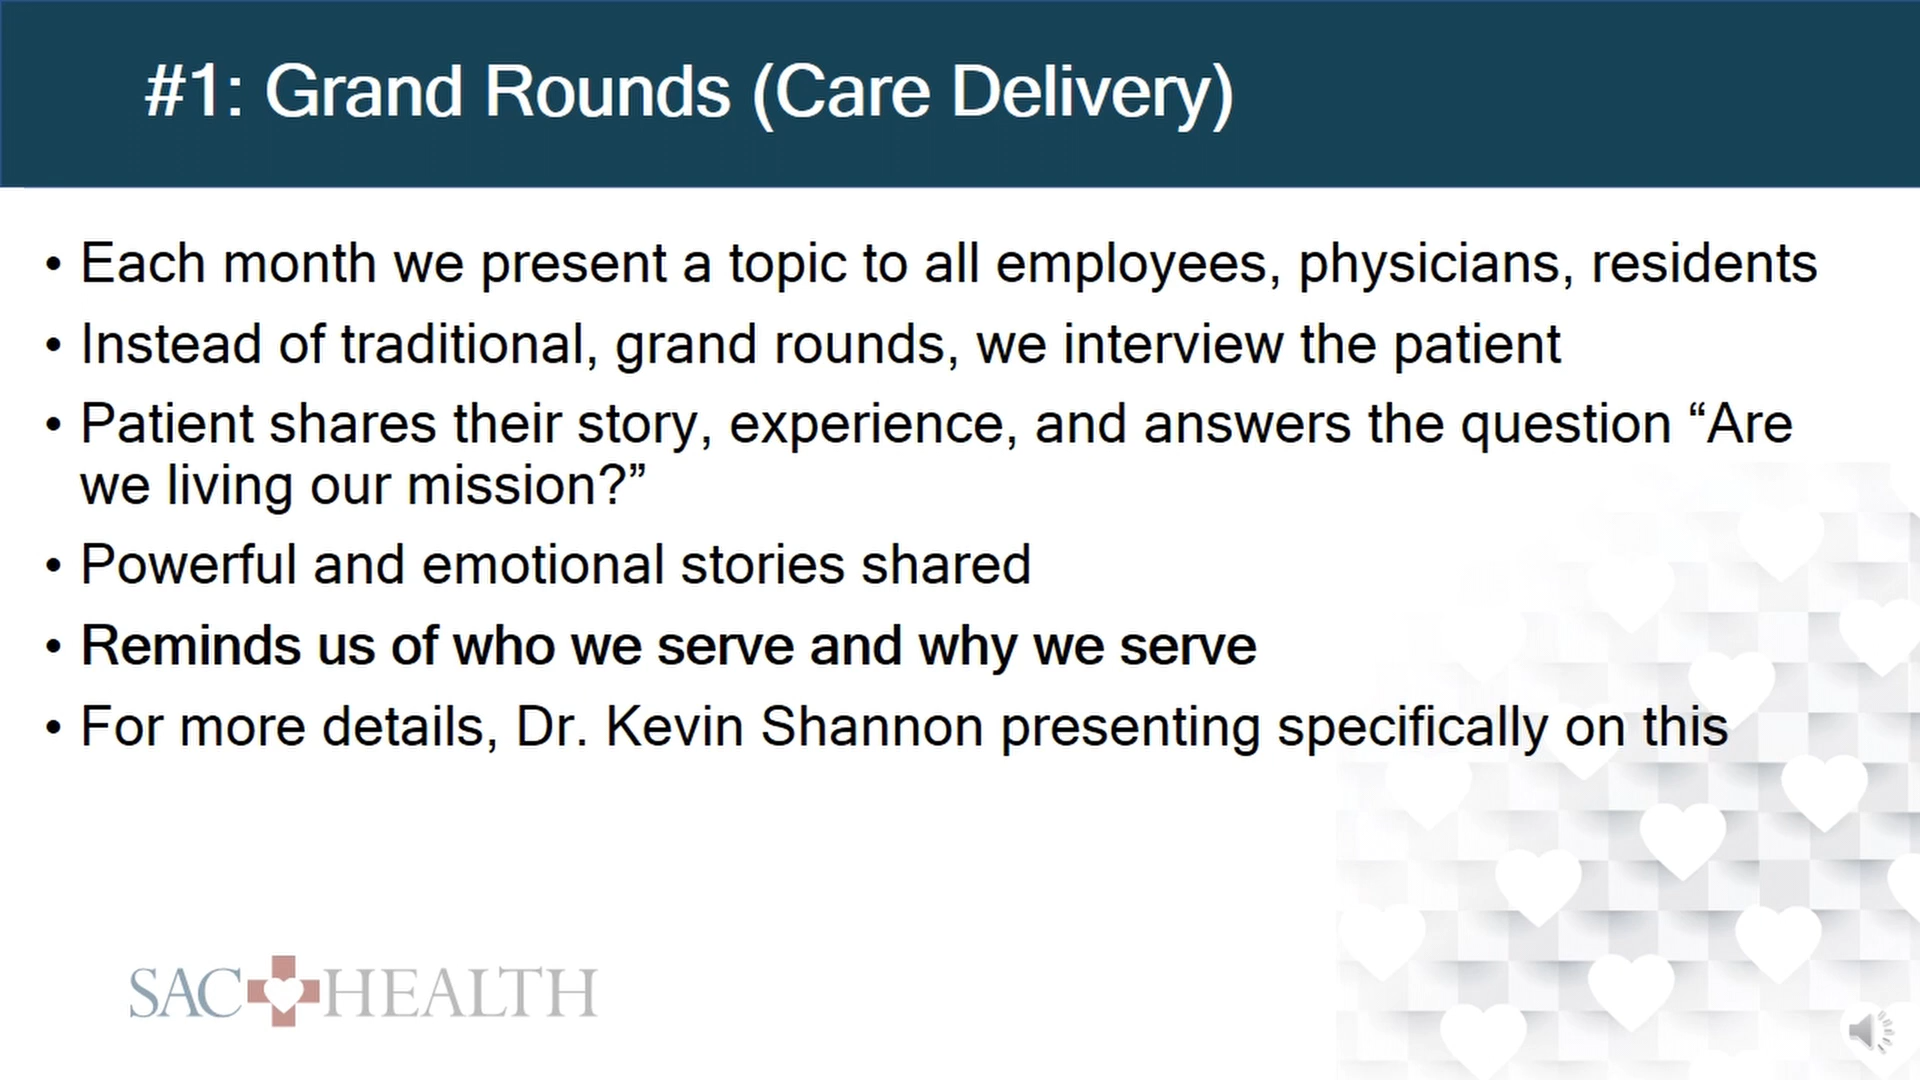 #1: Grand Rounds (Care Delivery)
• Each month we present a topic to all employees, physicians, residents
• Instead of traditional, grand rounds, we interview the patient
• Patient shares their story, experience, and answers the question “Are
we living our mission?”
• Powerful and emotional stories shared
• Reminds us of who we serve and why we serve
• For more details, Dr. Kevin Shannon presenting specifically on this
SAC HEALTH